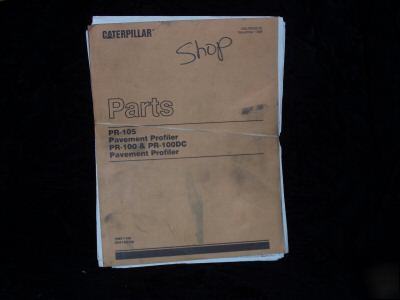 CATERPILLAR
Shop
Parts
PR-105
Pavement Profiler
PR-100 & PR-100DC
Pavement Profiler